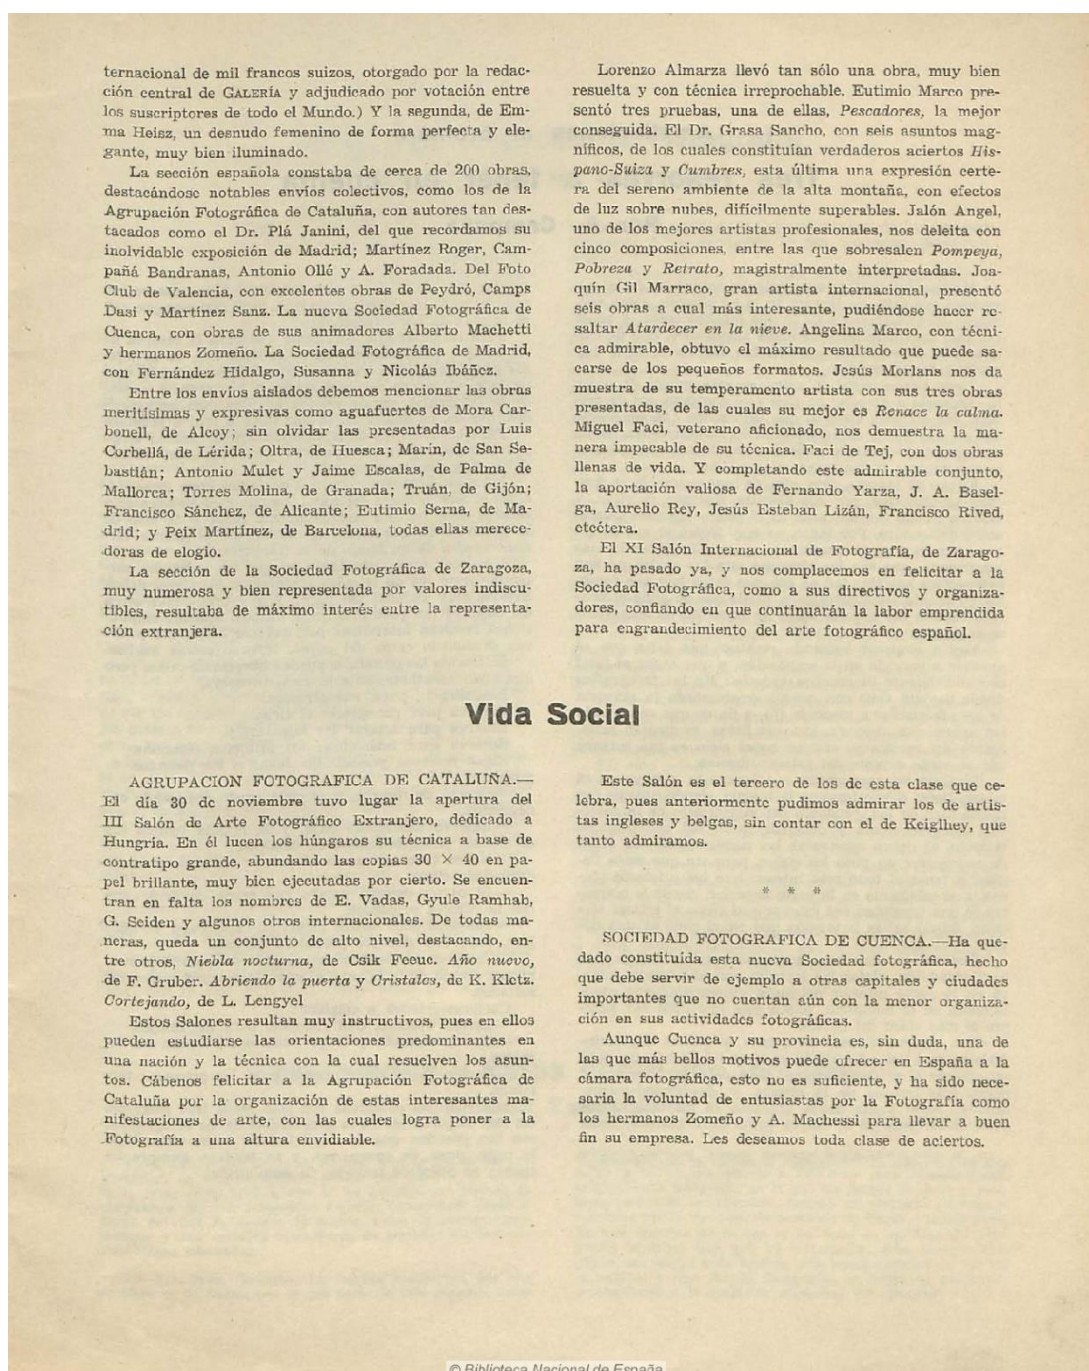 ternacional de mil francos suizos, otorgado por la redac-
ción central de GALERÍA y adjudicado por votación entre
los suscriptores de todo el Mundo.) Y la segunda, de Em-
ma Heisz, un desnudo femenino de forma perfecta y ele-
gante, muy bien iluminado.
La sección española constaba de cerca de 200 obras,
destacándose notables envíos colectivos, como los de la
Agrupación Fotográfica de Cataluña, con autores tan des-
tacados como el Dr. Plá Janini, del que recordamos su
inolvidable exposición de Madrid; Martínez Roger, Cam-
pañá Bandranas, Antonio Ollé y A. Foradada. Del Foto
Club de Valencia, con excelentes obras de Peydró, Camps
Dasi y Martínez Sanz. La nueva Sociedad Fotográfica de
Cuenca, con obras de sus animadores Alberto Machetti
y hermanos Zomeño. La Sociedad Fotográfica de Madrid,
con Fernández Hidalgo, Susanna y Nicolás Ibáñez.
Entre los envíos aislados debemos mencionar las obras
meritísimas y expresivas como aguafuertes de Mora Car-
bonell, de Alcoy; sin olvidar las presentadas por Luis
Corbellá, de Lérida; Oltra, de Huesca; Marín, de San Se-
bastián; Antonio Mulet y Jaime Escalas, de Palma de
Mallorca; Torres Molina, de Granada; Truán, de Gijón;
Francisco Sánchez, de Alicante; Eutimio Serna, de Ma-
drid; y Peix Martínez, de Barcelona, todas ellas merece-
doras de elogio.
La sección de la Sociedad Fotográfica de Zaragoza,
muy numerosa y bien representada por valores indiscu-
tibles, resultaba de máximo interés entre la representa-
ción extranjera.
Lorenzo Almarza llevó tan sólo una obra, muy bien
resuelta y con técnica irreprochable. Eutimio Marco pre-
sentó tres pruebas, una de ellas, Pescadores, la mejor
conseguida. El Dr. Grasa Sancho, con seis asuntos mag-
níficos, de los cuales constituían verdaderos aciertos His-
pano-Suiza y Cumbres, esta última una expresión certe-
ra del sereno ambiente de la alta montaña, con efectos
de luz sobre nubes, difícilmente superables. Jalón Angel,
uno de los mejores artistas profesionales, nos deleita con
cinco composiciones, entre las que sobresalen Pompeya,
Pobreza y Retrato, magistralmente interpretadas. Joa-
quín Gil Marraco, gran artista internacional, presentó
seis obras a cual más interesante, pudiéndose hacer re-
saltar Atardecer en la nieve. Angelina Marco, con técni-
ca admirable, obtuvo el máximo resultado que puede sa-
carse de los pequeños formatos. Jesús Morlans nos da
muestra de su temperamento artista con sus tres obras
presentadas, de las cuales su mejor es Renace la calma.
Miguel Faci, veterano aficionado, nos demuestra la ma-
nera impecable de su técnica. Faci de Tej, con dos obras
llenas de vida. Y completando este admirable conjunto,
la aportación valiosa de Fernando Yarza, J. A. Basel-
ga, Aurelio Rey, Jesús Esteban Lizán, Francisco Rived,
etcétera.
El XI Salón Internacional de Fotografía, de Zarago-
za, ha pasado ya, y nos complacemos en felicitar a la
Sociedad Fotográfica, como a sus directivos y organiza-
dores, confiando en que continuarán la labor emprendida
para engrandecimiento del arte fotográfico español.
Vida Social
AGRUPACION FOTOGRAFICA DE CATALUÑA.—
El día 30 de noviembre tuvo lugar la apertura del
III Salón de Arte Fotográfico Extranjero, dedicado a
Hungría. En él lucen los húngaros su técnica a base de
contratipo grande, abundando las copias 30 × 40 en pa-
pel brillante, muy bien ejecutadas por cierto. Se encuen-
tran en falta los nombres de E. Vadas, Gyule Ramhab,
G. Seiden y algunos otros internacionales. De todas ma-
neras, queda un conjunto de alto nivel, destacando, en-
tre otros, Niebla nocturna, de Csik Feeuc. Año nuevo,
de F. Gruber. Abriendo la puerta y Cristales, de K. Kletz.
Cortejando, de L. Lengyel
Estos Salones resultan muy instructivos, pues en ellos
pueden estudiarse las orientaciones predominantes en
una nación y la técnica con la cual resuelven los asun-
tos. Cábenos felicitar a la Agrupación Fotográfica de
Cataluña por la organización de estas interesantes ma-
nifestaciones de arte, con las cuales logra poner a la
Fotografía a una altura envidiable.
Este Salón es el tercero de los de esta clase que ce-
lebra, pues anteriormente pudimos admirar los de artis-
tas ingleses y belgas, sin contar con el de Keiglhey, que
tanto admiramos.
* * *
SOCIEDAD FOTOGRAFICA DE CUENCA.—Ha que-
dado constituída esta nueva Sociedad fotográfica, hecho
que debe servir de ejemplo a otras capitales y ciudades
importantes que no cuentan aún con la menor organiza-
ción en sus actividades fotográficas.
Aunque Cuenca y su provincia es, sin duda, una de
las que más bellos motivos puede ofrecer en España a la
cámara fotográfica, esto no es suficiente, y ha sido nece-
saria la voluntad de entusiastas por la Fotografía como
los hermanos Zomeño y A. Machessi para llevar a buen
fin su empresa. Les deseamos toda clase de aciertos.
© Biblioteca Nacional de España